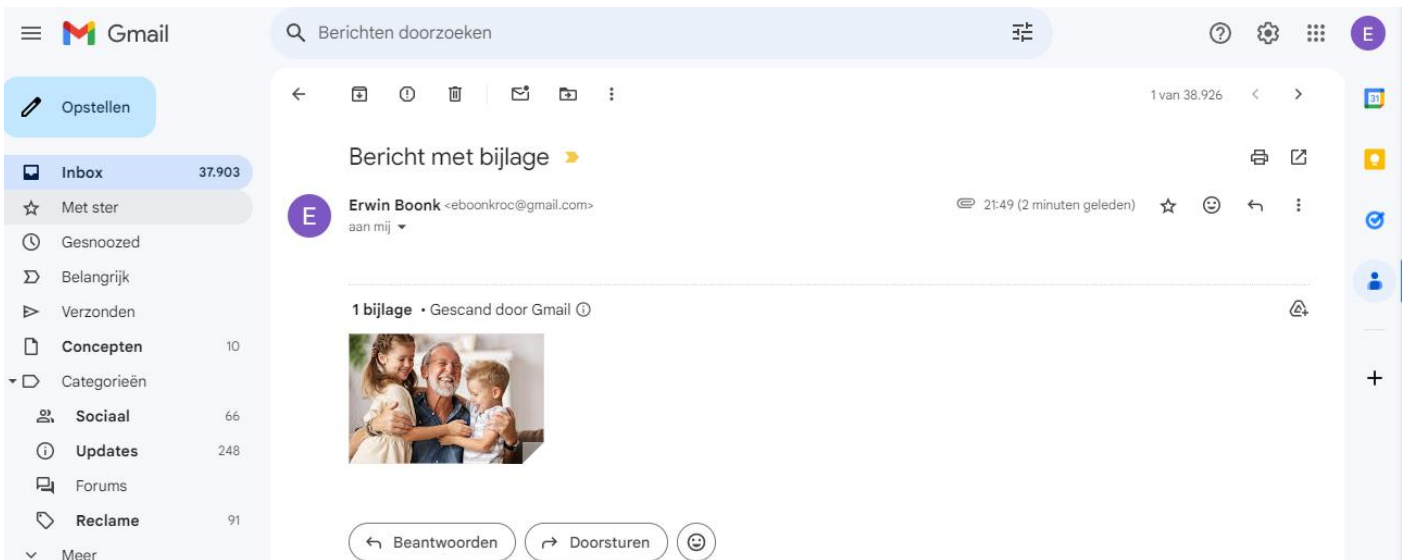 Gmail
Berichten doorzoeken
E
Opstellen
1 van 38.926
31
Inbox 37.903
Met ster
Gesnoozed
Belangrijk
Verzonden
Concepten 10
Categorieën
Sociaal 66
Updates 248
Forums
Reclame 91
Meer
Bericht met bijlage
E
Erwin Boonk <eboonkroc@gmail.com> 21:49 (2 minuten geleden)
aan mij
1 bijlage • Gescand door Gmail
Beantwoorden Doorsturen